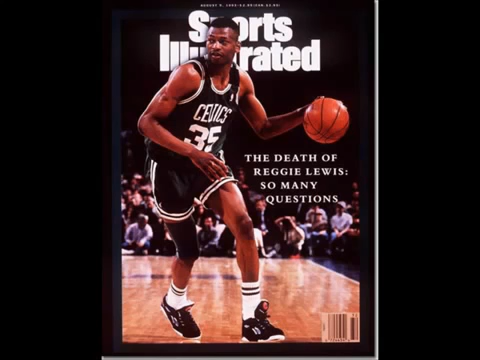 Sports
Illustrated
CELTICS
35
THE DEATH OF
REGGIE LEWIS:
SO MANY
QUESTIONS